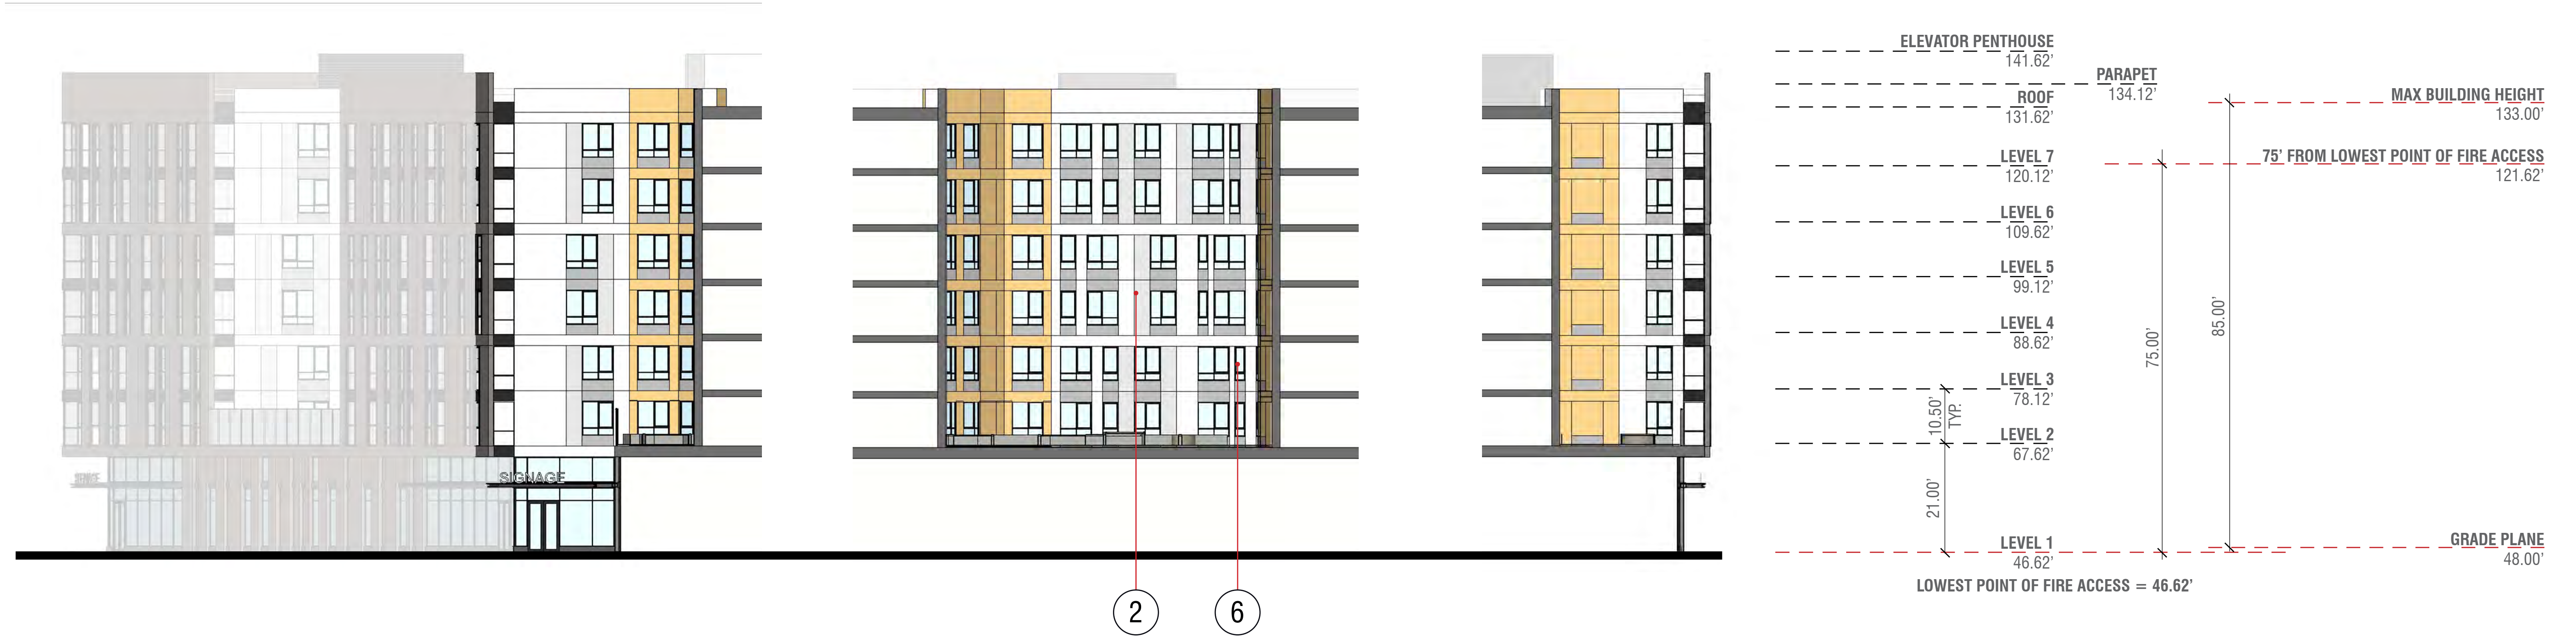 ELEVATOR PENTHOUSE
141.62'
PARAPET
134.12'
ROOF
131.62'
MAX BUILDING HEIGHT
133.00'
LEVEL 7
120.12'
75' FROM LOWEST POINT OF FIRE ACCESS
121.62'
LEVEL 6
109.62'
LEVEL 5
99.12'
LEVEL 4
88.62'
85.00'
75.00'
LEVEL 3
78.12'
10.50'
TYP.
LEVEL 2
67.62'
SIGNAGE
SIGNAGE
21.00'
LEVEL 1
46.62'
GRADE PLANE
48.00'
LOWEST POINT OF FIRE ACCESS = 46.62'
2
6